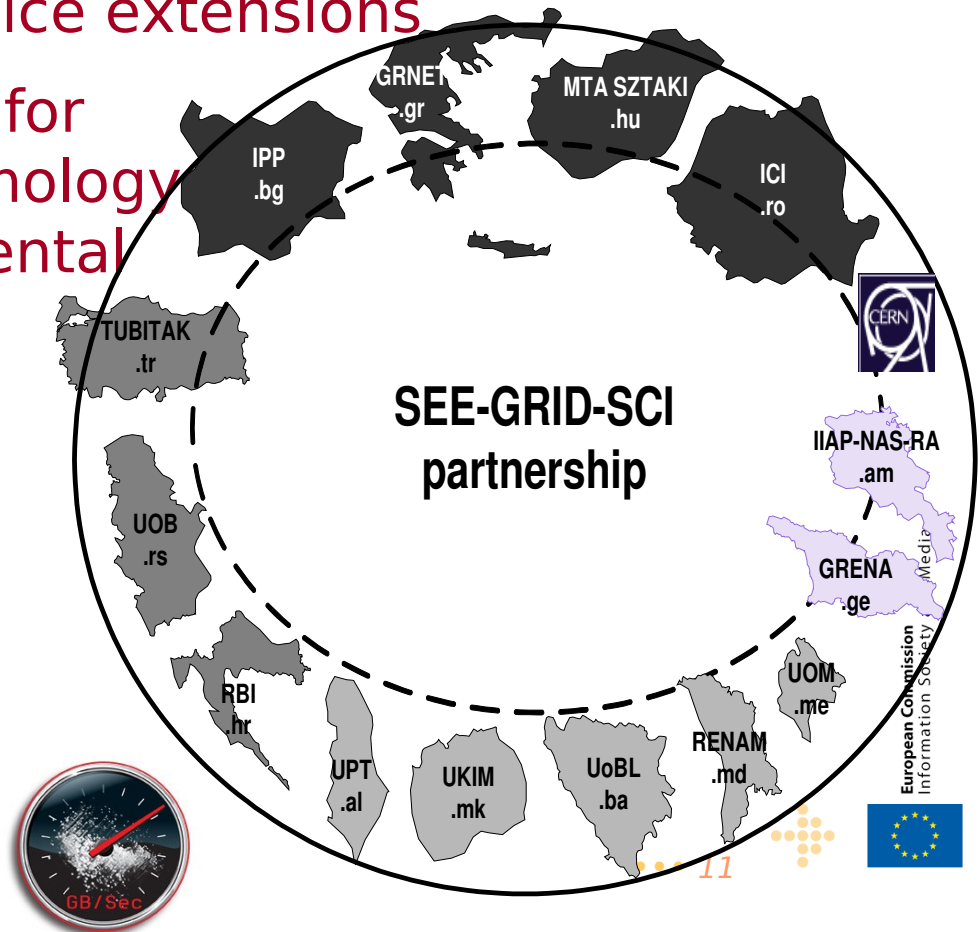 ice extensions
for
nology
ental
GRNET
.gr
MTA SZTAKI
.hu
IPP
.bg
ICI
.ro
CERN
TUBITAK
.tr
SEE-GRID-SCI
partnership
IIAP-NAS-RA
.am
UOB
.rs
GRENA
.ge
RBI
.hr
UOM
.me
UPT
.al
UKIM
.mk
UoBL
.ba
RENAM
.md
European Commission
Information Society Media
11
GB/Sec